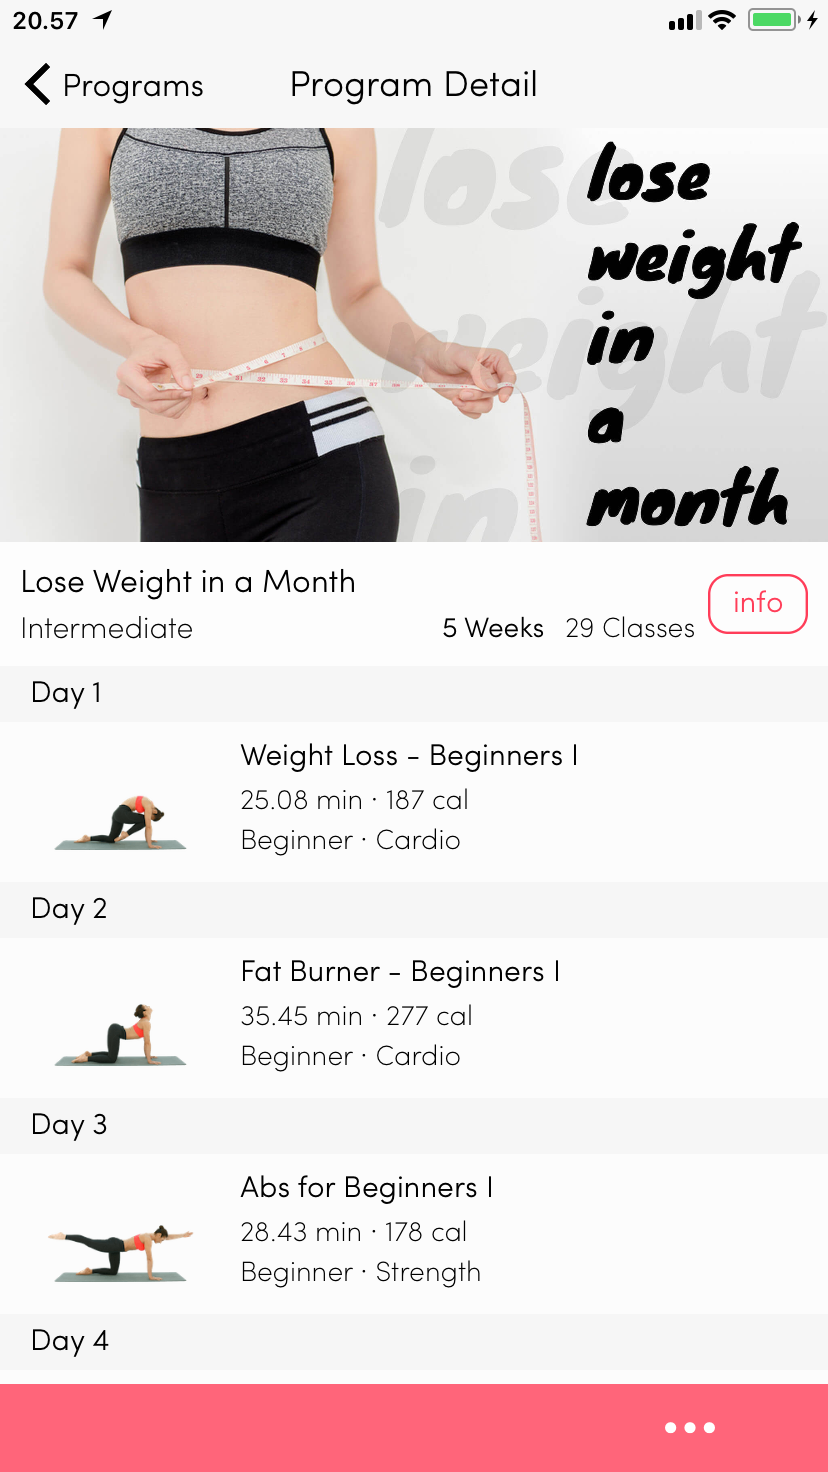 20.57
Programs
Program Detail
lose
weight
in
a
month
lose
weight
in
Lose Weight in a Month
Intermediate
5 Weeks 29 Classes
info
Day 1
Weight Loss - Beginners I
25.08 min · 187 cal
Beginner · Cardio
Day 2
Fat Burner - Beginners I
35.45 min · 277 cal
Beginner · Cardio
Day 3
Abs for Beginners I
28.43 min · 178 cal
Beginner · Strength
Day 4